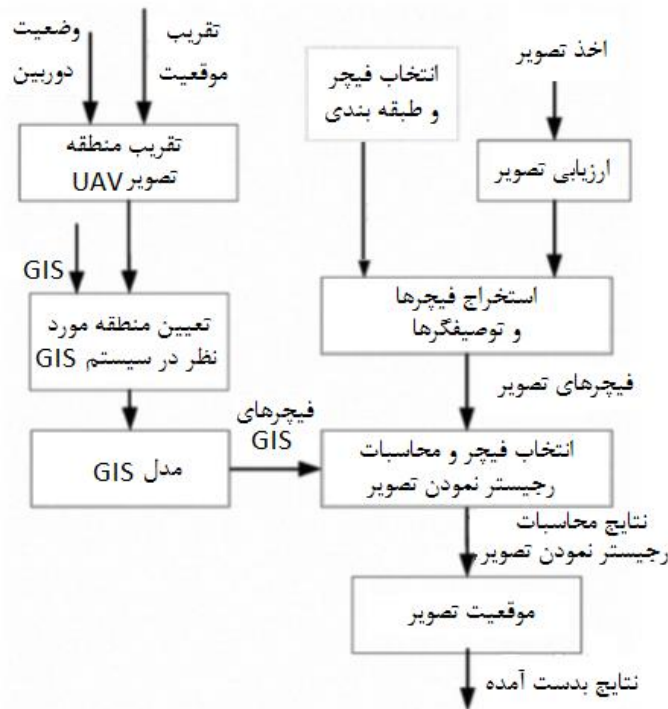 وضعیت
دوربین
تقریب
موقعیت
تقریب منطقه
تصویر UAV
GIS
تعیین منطقه مورد
نظر در سیستم GIS
مدل GIS
فیچرهای
GIS
انتخاب فیچر
و طبقه بندی
اخذ تصویر
ارزیابی تصویر
استخراج فیچرها
و توصیفگرها
فیچرهای تصویر
انتخاب فیچر و محاسبات
رجیستر نمودن تصویر
نتایج محاسبات
رجیستر نمودن تصویر
موقعیت تصویر
نتایج بدست آمده